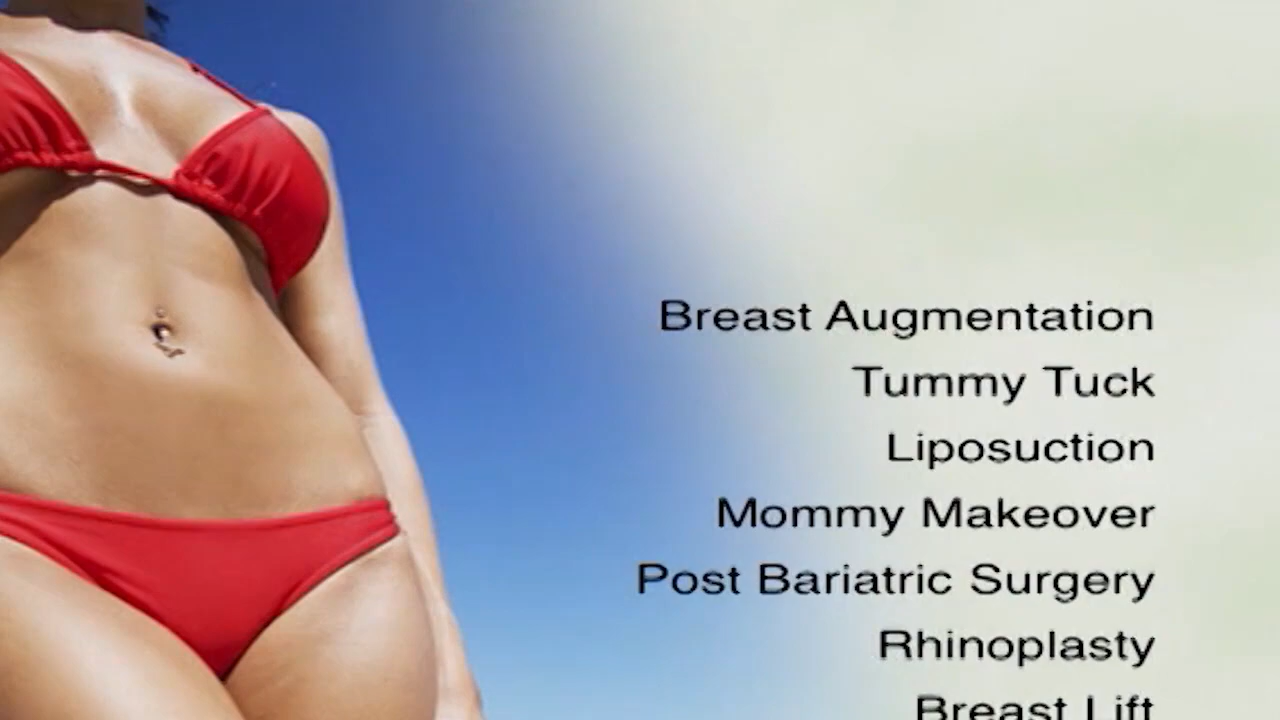 Breast Augmentation
Tummy Tuck
Liposuction
Mommy Makeover
Post Bariatric Surgery
Rhinoplasty
Breast Lift